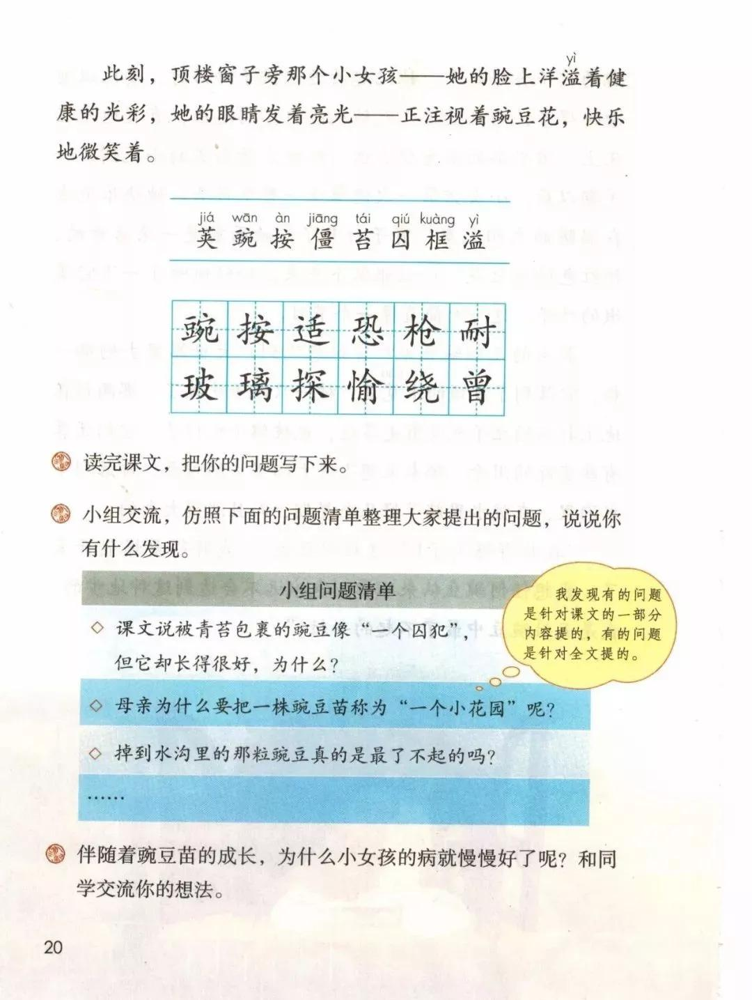 yì
此刻，顶楼窗子旁那个小女孩——她的脸上洋溢着健
康的光彩，她的眼睛发着亮光——正注视着豌豆花，快乐
地微笑着。
jiá wān àn jiāng tái qiú kuàng yì
荚 豌 按 僵 苔 囚 框 溢
豌 按 适 恐 枪 耐
玻 璃 探 愉 绕 曾
读完课文，把你的问题写下来。
小组交流，仿照下面的问题清单整理大家提出的问题，说说你
有什么发现。
小组问题清单
◇ 课文说被青苔包裹的豌豆像“一个囚犯”，
但它却长得很好，为什么？
◇ 母亲为什么要把一株豌豆苗称为“一个小花园”呢？
◇ 掉到水沟里的那粒豌豆真的是最了不起的吗？
……
我发现有的问题
是针对课文的一部分
内容提的，有的问题
是针对全文提的。
伴随着豌豆苗的成长，为什么小女孩的病就慢慢好了呢？和同
学交流你的想法。
20